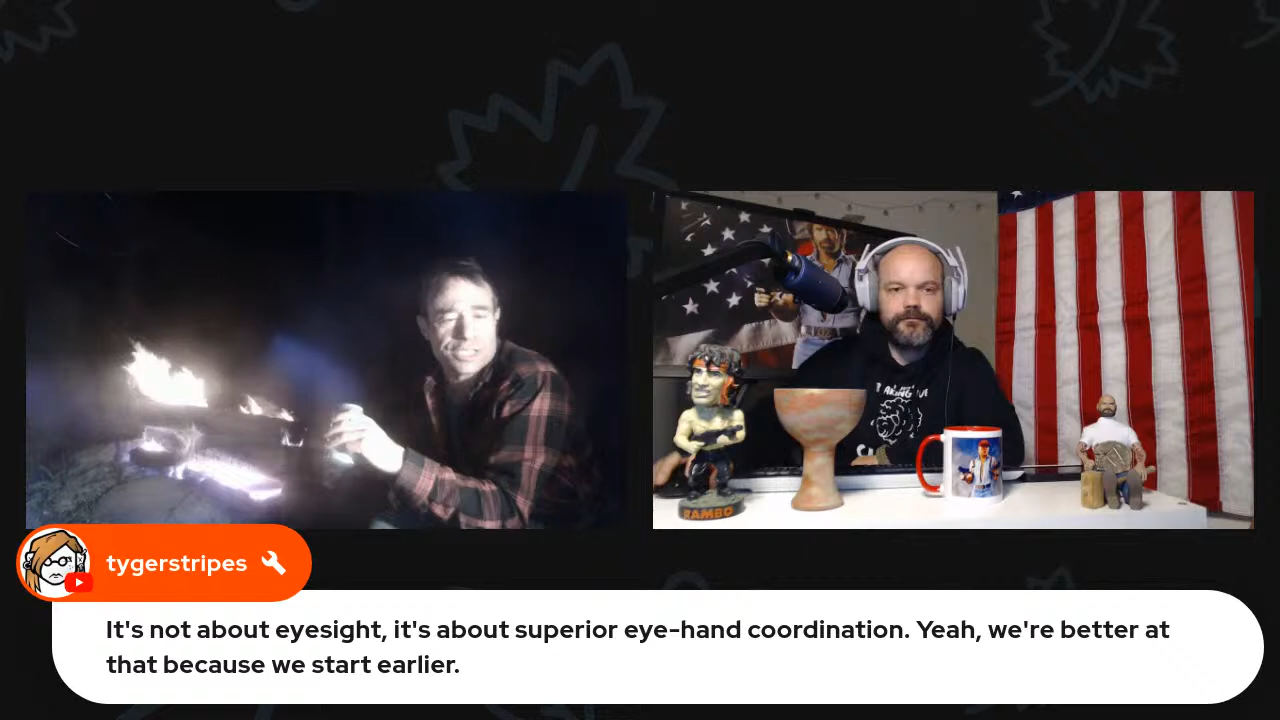 RAMBO
tygerstripes
It's not about eyesight, it's about superior eye-hand coordination. Yeah, we're better at
that because we start earlier.